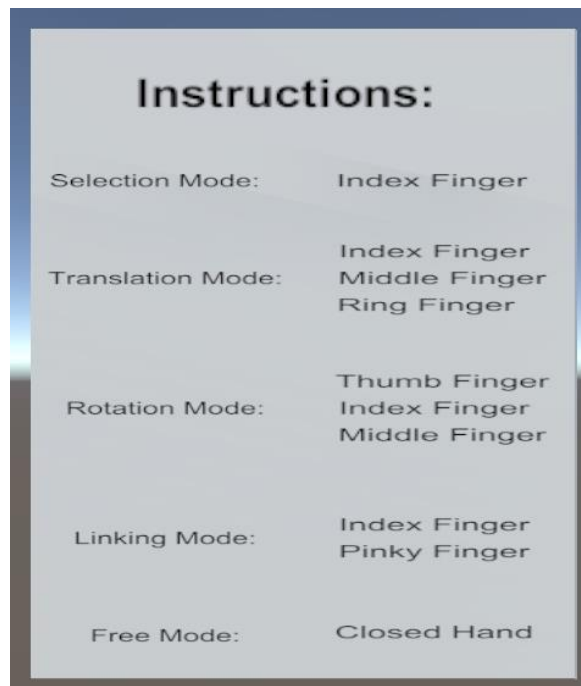 Instructions:
Selection Mode: Index Finger
Translation Mode: Index Finger
Middle Finger
Ring Finger
Rotation Mode: Thumb Finger
Index Finger
Middle Finger
Linking Mode: Index Finger
Pinky Finger
Free Mode: Closed Hand